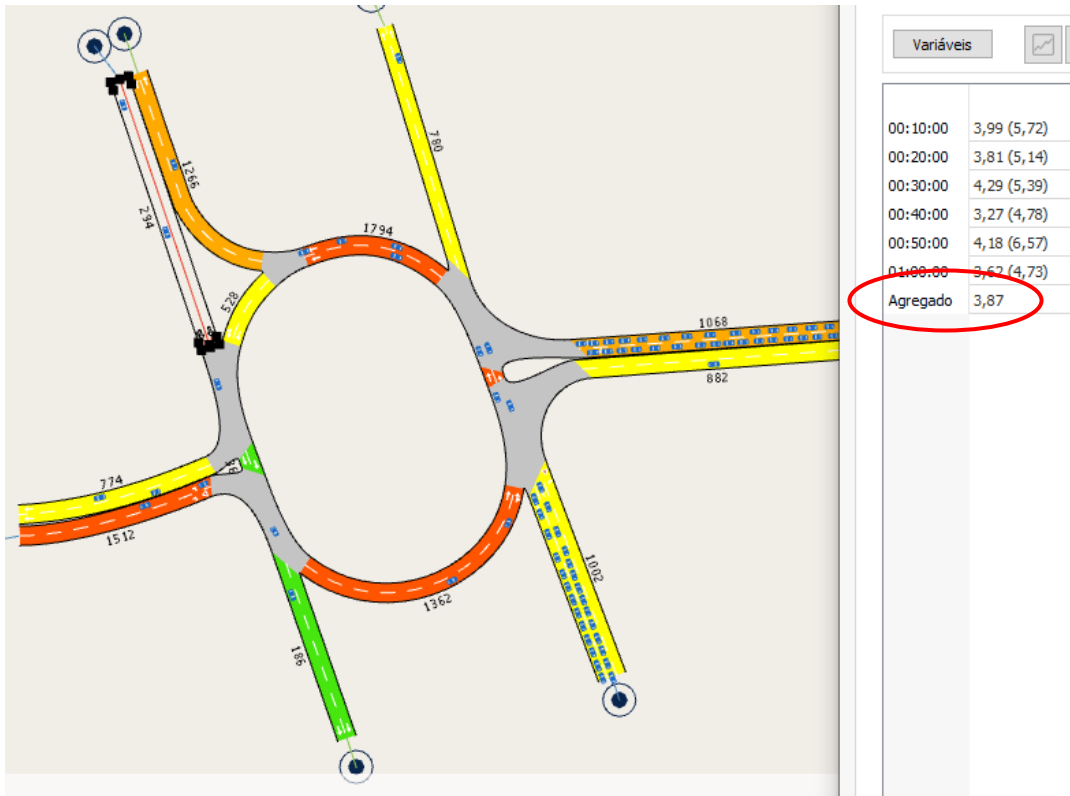 780
1266
294
1794
528
1068
882
774
1512
1362
1002
186
Variáveis
00:10:00 3,99 (5,72)
00:20:00 3,81 (5,14)
00:30:00 4,29 (5,39)
00:40:00 3,27 (4,78)
00:50:00 4,18 (6,57)
01:00:00 3,62 (4,73)
Agregado 3,87